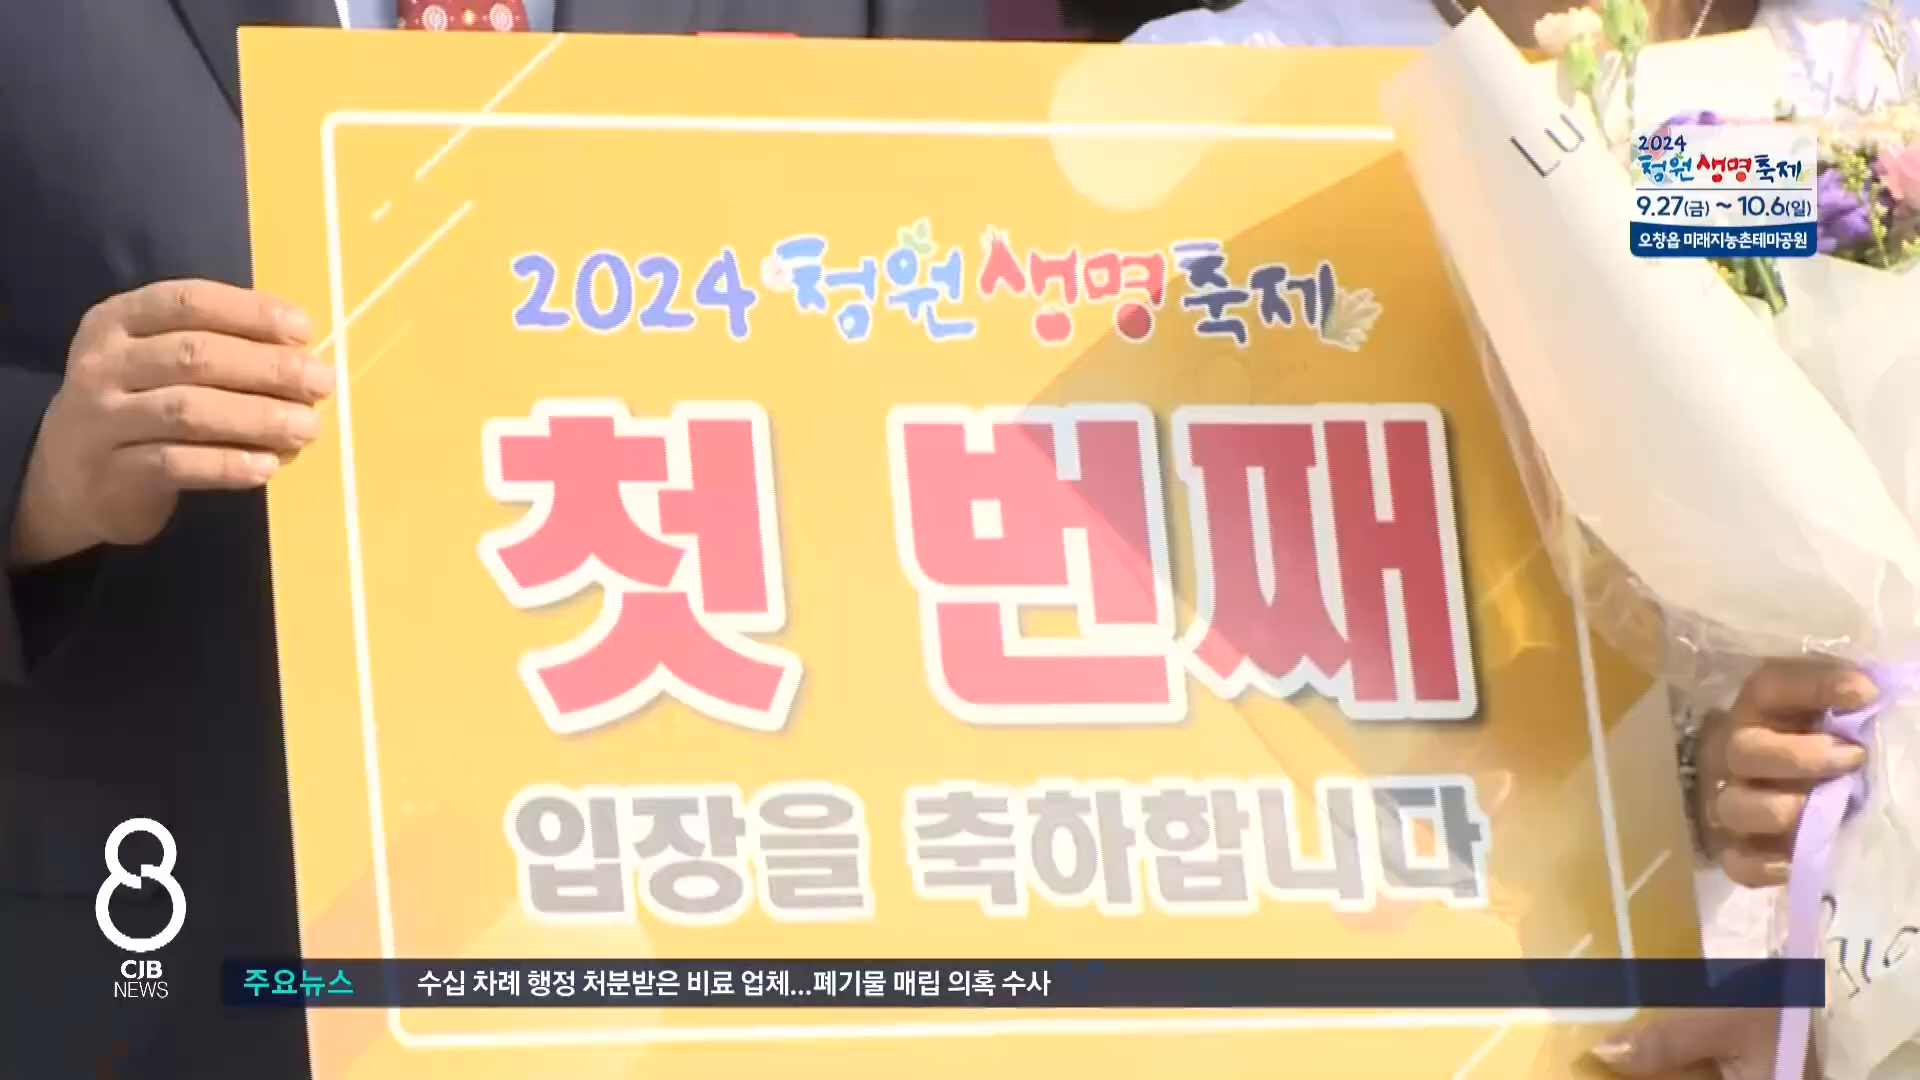 2024 청원생명축제
첫 번째
입장을 축하합니다
Lu
2024
청원생명축제
9.27(금) ~ 10.6(일)
오창읍 미래지농촌테마공원
8
CJB
NEWS
주요뉴스 수십 차례 행정 처분받은 비료 업체...폐기물 매립 의혹 수사